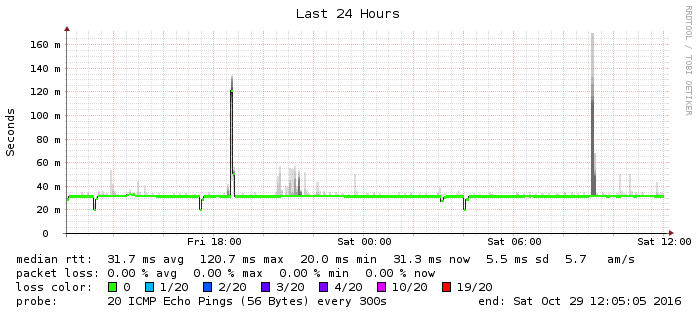 Last 24 Hours
RRDTOOL / TOBI OETIKER
Seconds
160 m
140 m
120 m
100 m
80 m
60 m
40 m
20 m
0
Fri 18:00 Sat 00:00 Sat 06:00 Sat 12:00
median rtt: 31.7 ms avg 120.7 ms max 20.0 ms min 31.3 ms now 5.5 ms sd 5.7 am/s
packet loss: 0.00 % avg 0.00 % max 0.00 % min 0.00 % now
loss color: 0 1/20 2/20 3/20 4/20 10/20 19/20
probe: 20 ICMP Echo Pings (56 Bytes) every 300s end: Sat Oct 29 12:05:05 2016